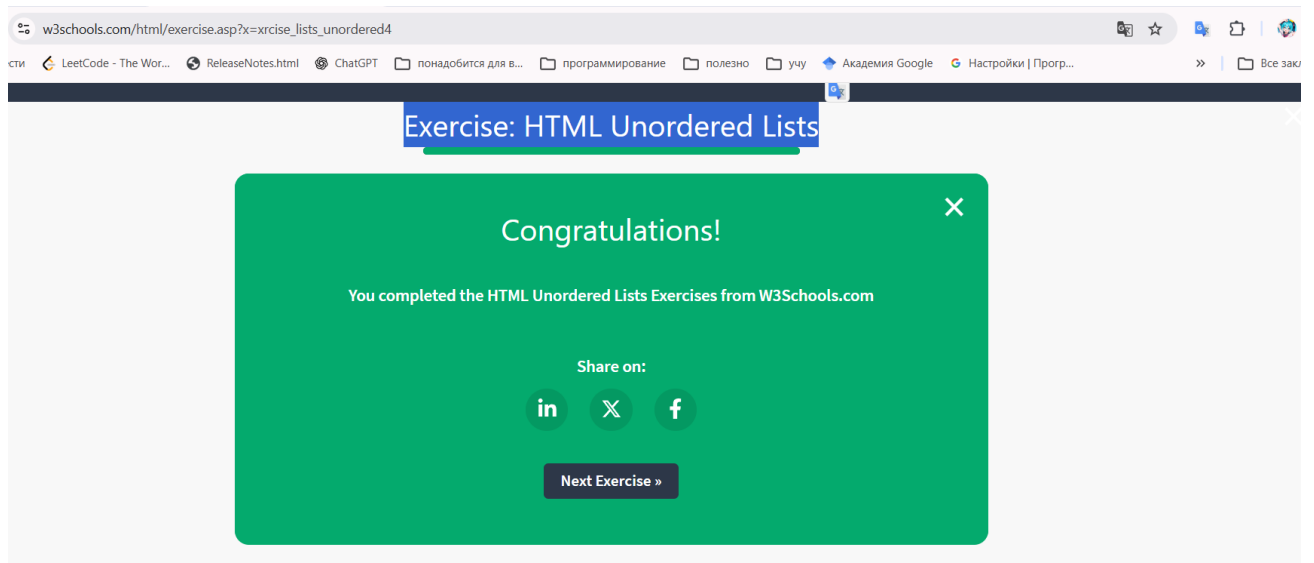 w3schools.com/html/exercise.asp?x=xrcise_lists_unordered4
ести LeetCode - The Wor... ReleaseNotes.html ChatGPT понадобится для в... программирование полезно учу Академия Google Настройки | Прогр... » Все закл
Exercise: HTML Unordered Lists
Congratulations!
You completed the HTML Unordered Lists Exercises from W3Schools.com
Share on:
in X f
Next Exercise »